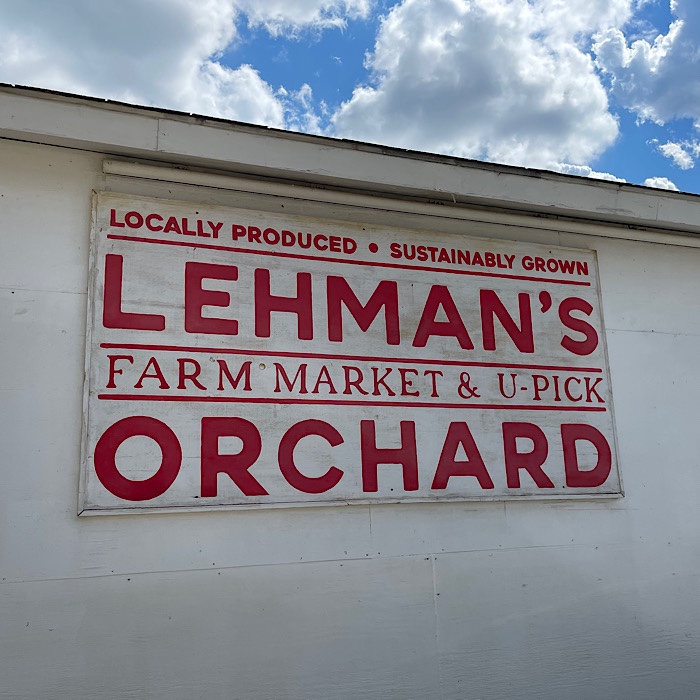 LOCALLY PRODUCED • SUSTAINABLY GROWN
LEHMAN'S
FARM MARKET & U-PICK
ORCHARD